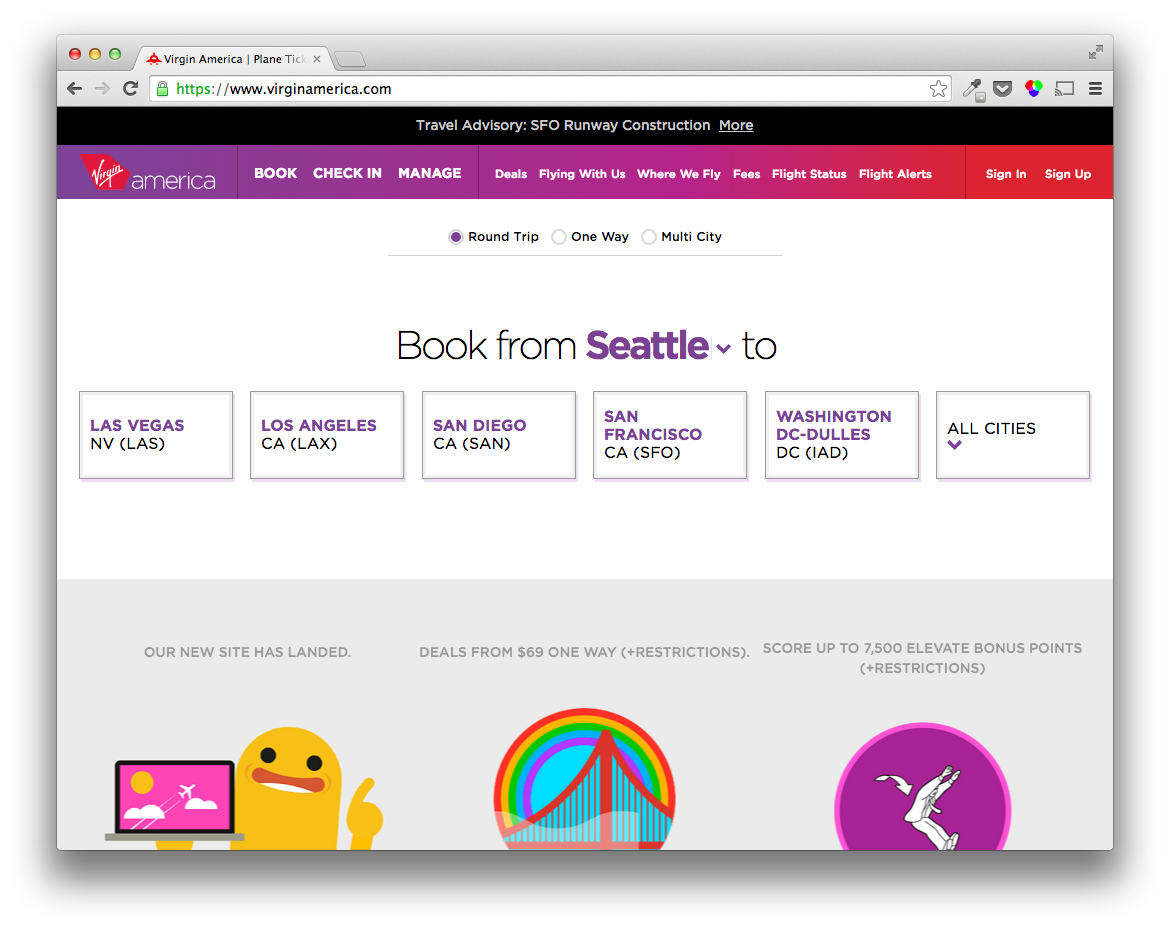 Virgin America | Plane Tick
https://www.virginamerica.com
Travel Advisory: SFO Runway Construction More
Virgin america BOOK CHECK IN MANAGE Deals Flying With Us Where We Fly Fees Flight Status Flight Alerts Sign In Sign Up
Round Trip One Way Multi City
Book from Seattle to
LAS VEGAS
NV (LAS)
LOS ANGELES
CA (LAX)
SAN DIEGO
CA (SAN)
SAN
FRANCISCO
CA (SFO)
WASHINGTON
DC-DULLES
DC (IAD)
ALL CITIES
OUR NEW SITE HAS LANDED.
DEALS FROM $69 ONE WAY (+RESTRICTIONS).
SCORE UP TO 7,500 ELEVATE BONUS POINTS
(+RESTRICTIONS)